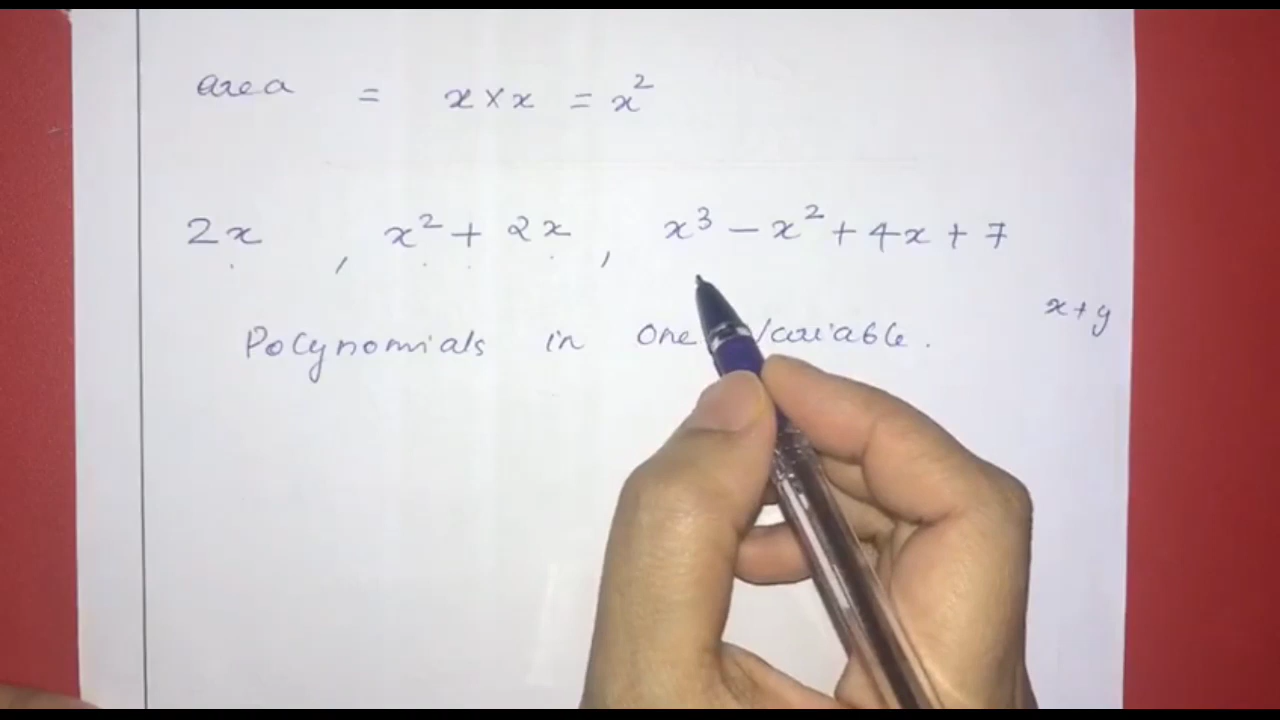 area = x × x = x²
2x , x² + 2x , x³ − x² + 4x + 7
x + y
Polynomials in one Variable.